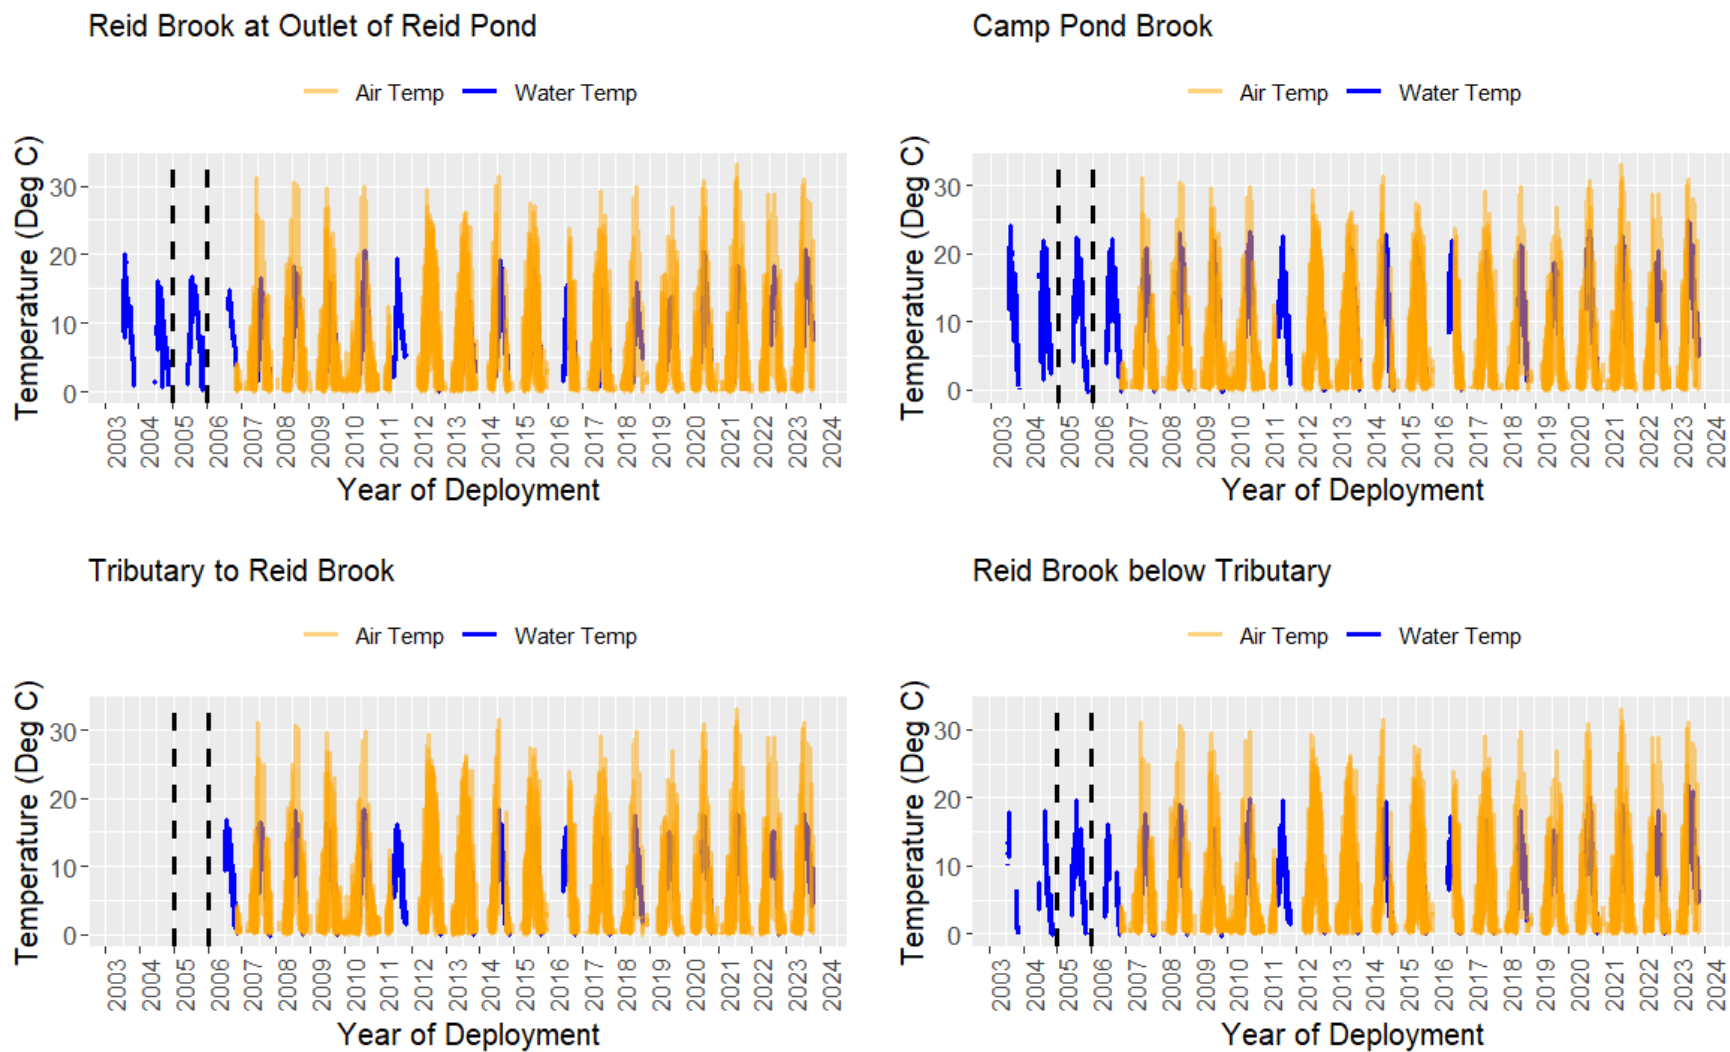 Reid Brook at Outlet of Reid Pond
Air Temp Water Temp
Temperature (Deg C)
30
20
10
0
2003 2004 2005 2006 2007 2008 2009 2010 2011 2012 2013 2014 2015 2016 2017 2018 2019 2020 2021 2022 2023 2024
Year of Deployment
Camp Pond Brook
Air Temp Water Temp
Temperature (Deg C)
30
20
10
0
2003 2004 2005 2006 2007 2008 2009 2010 2011 2012 2013 2014 2015 2016 2017 2018 2019 2020 2021 2022 2023 2024
Year of Deployment
Tributary to Reid Brook
Air Temp Water Temp
Temperature (Deg C)
30
20
10
0
2003 2004 2005 2006 2007 2008 2009 2010 2011 2012 2013 2014 2015 2016 2017 2018 2019 2020 2021 2022 2023 2024
Year of Deployment
Reid Brook below Tributary
Air Temp Water Temp
Temperature (Deg C)
30
20
10
0
2003 2004 2005 2006 2007 2008 2009 2010 2011 2012 2013 2014 2015 2016 2017 2018 2019 2020 2021 2022 2023 2024
Year of Deployment